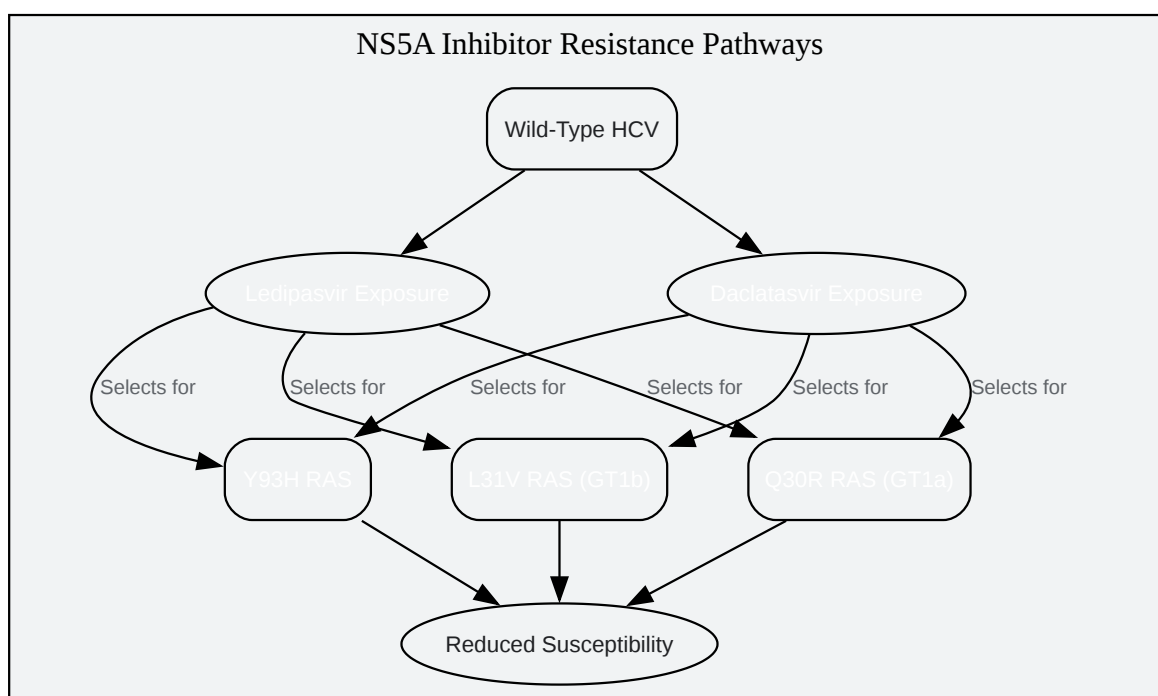 NS5A Inhibitor Resistance Pathways
Wild-Type HCV
Ledipasvir Exposure
Daclatasvir Exposure
Selects for
Selects for
Selects for
Selects for
Selects for
Selects for
Y93H RAS
L31V RAS (GT1b)
Q30R RAS (GT1a)
Reduced Susceptibility